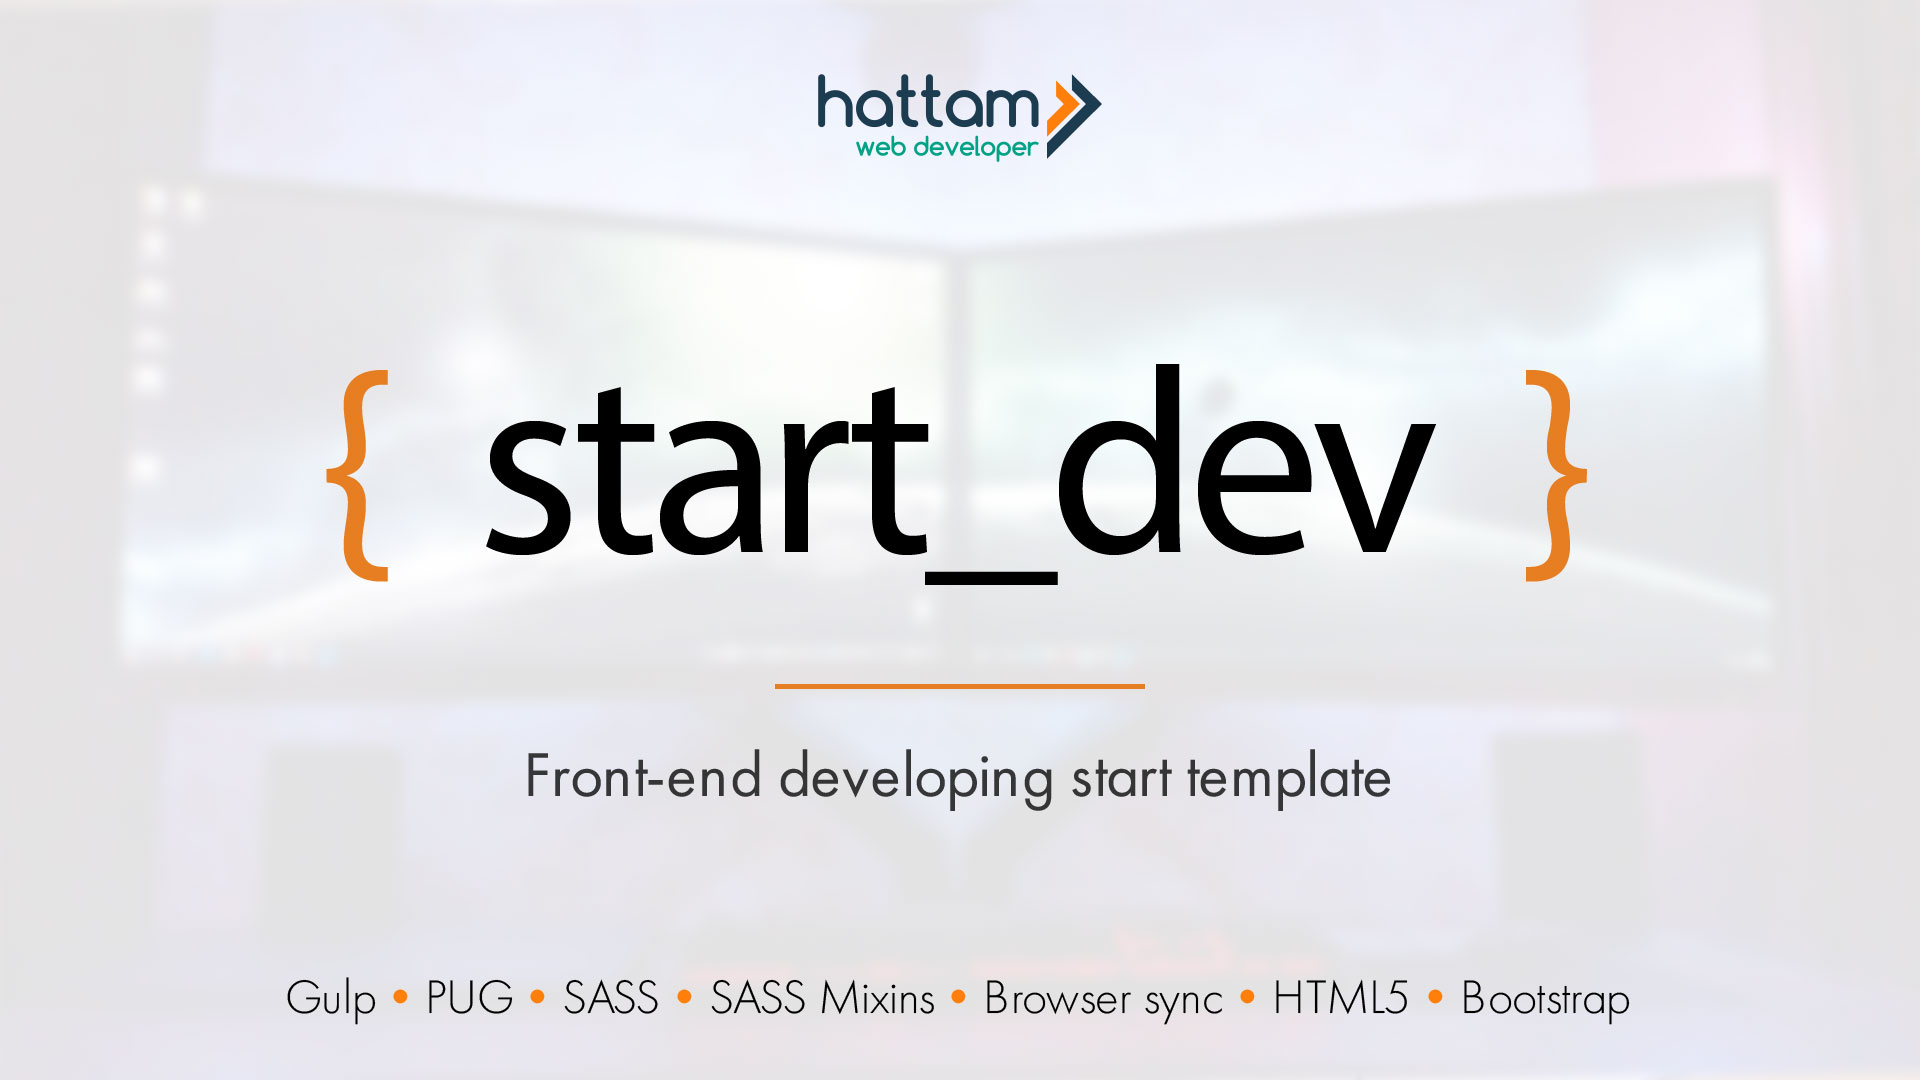 hattam
web developer
{ start_dev }
Front-end developing start template
Gulp • PUG • SASS • SASS Mixins • Browser sync • HTML5 • Bootstrap